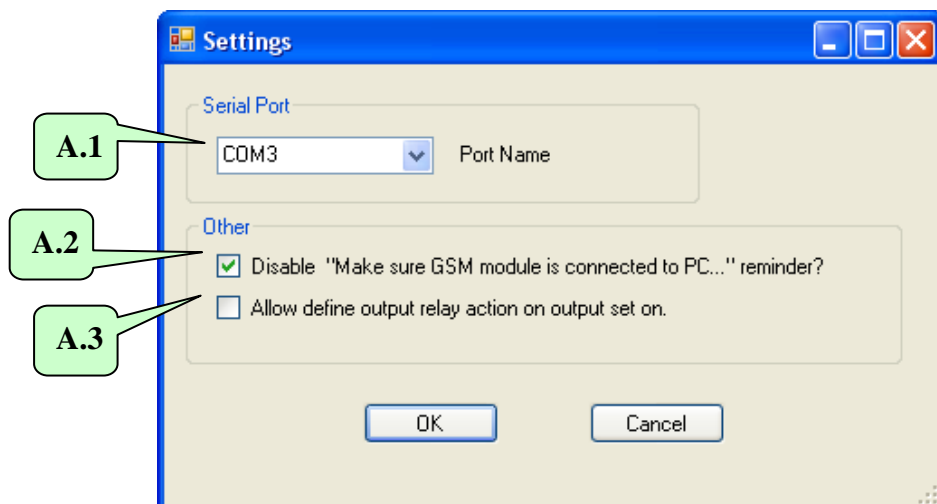 Settings
Serial Port
A.1
COM3 Port Name
Other
A.2
Disable "Make sure GSM module is connected to PC..." reminder?
Allow define output relay action on output set on.
A.3
OK Cancel